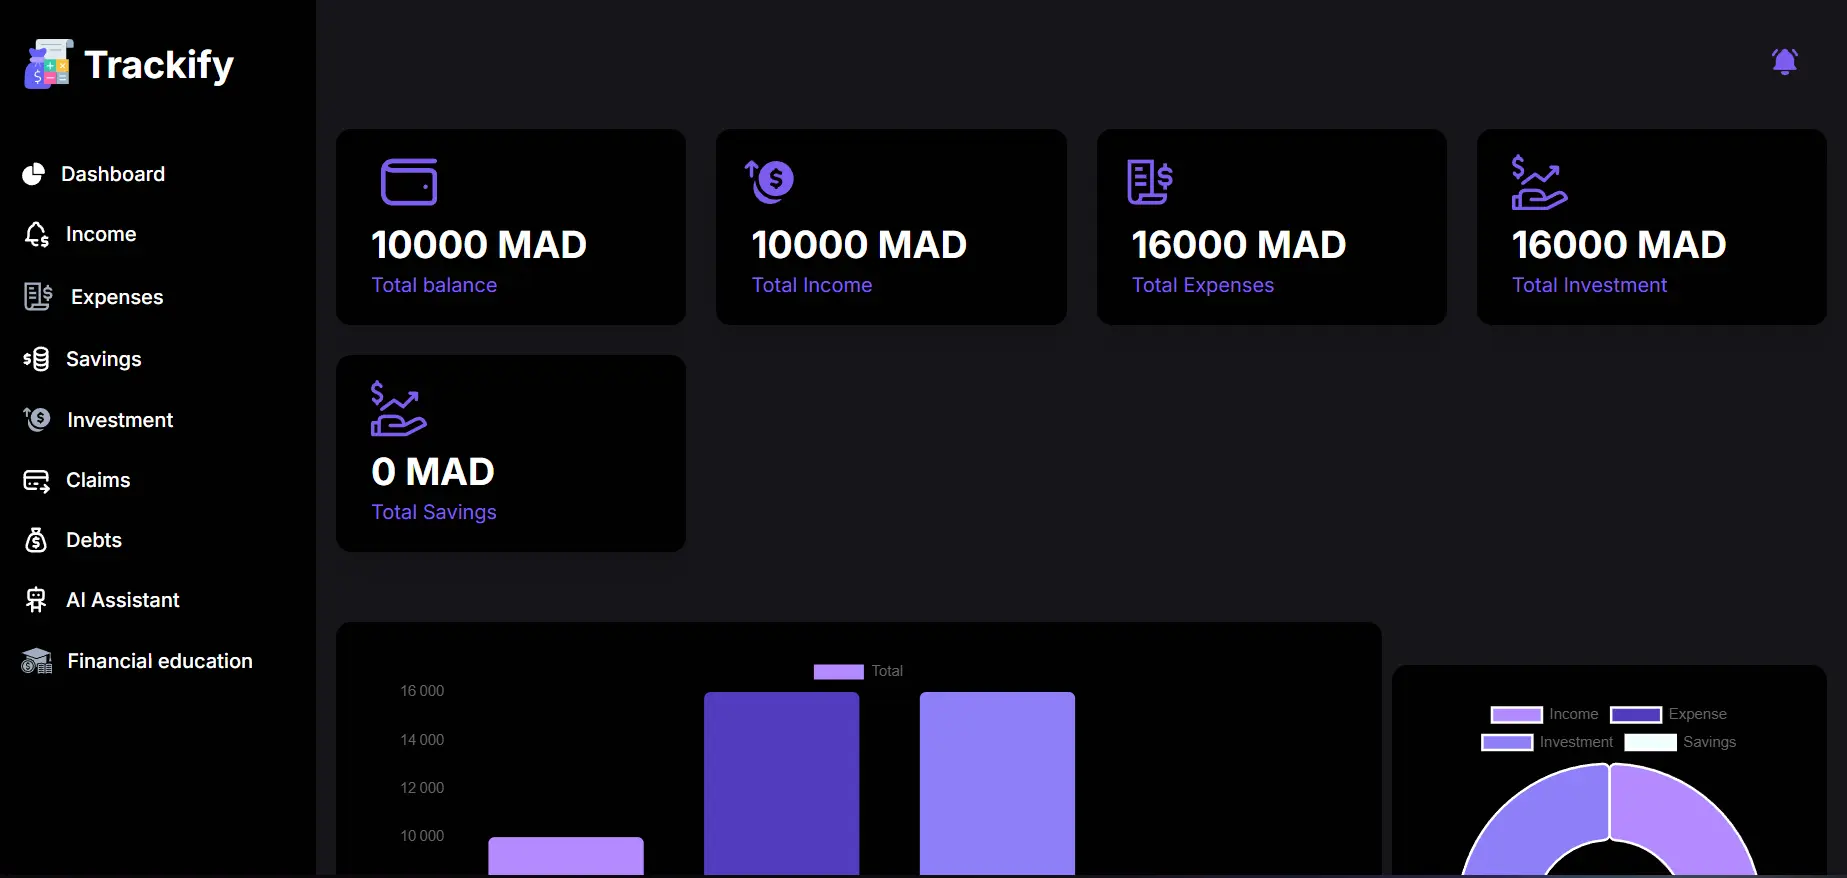 Trackify
Dashboard
Income
Expenses
Savings
Investment
Claims
Debts
AI Assistant
Financial education
10000 MAD
Total balance
10000 MAD
Total Income
16000 MAD
Total Expenses
16000 MAD
Total Investment
0 MAD
Total Savings
Total
16 000
14 000
12 000
10 000
Income Expense
Investment Savings